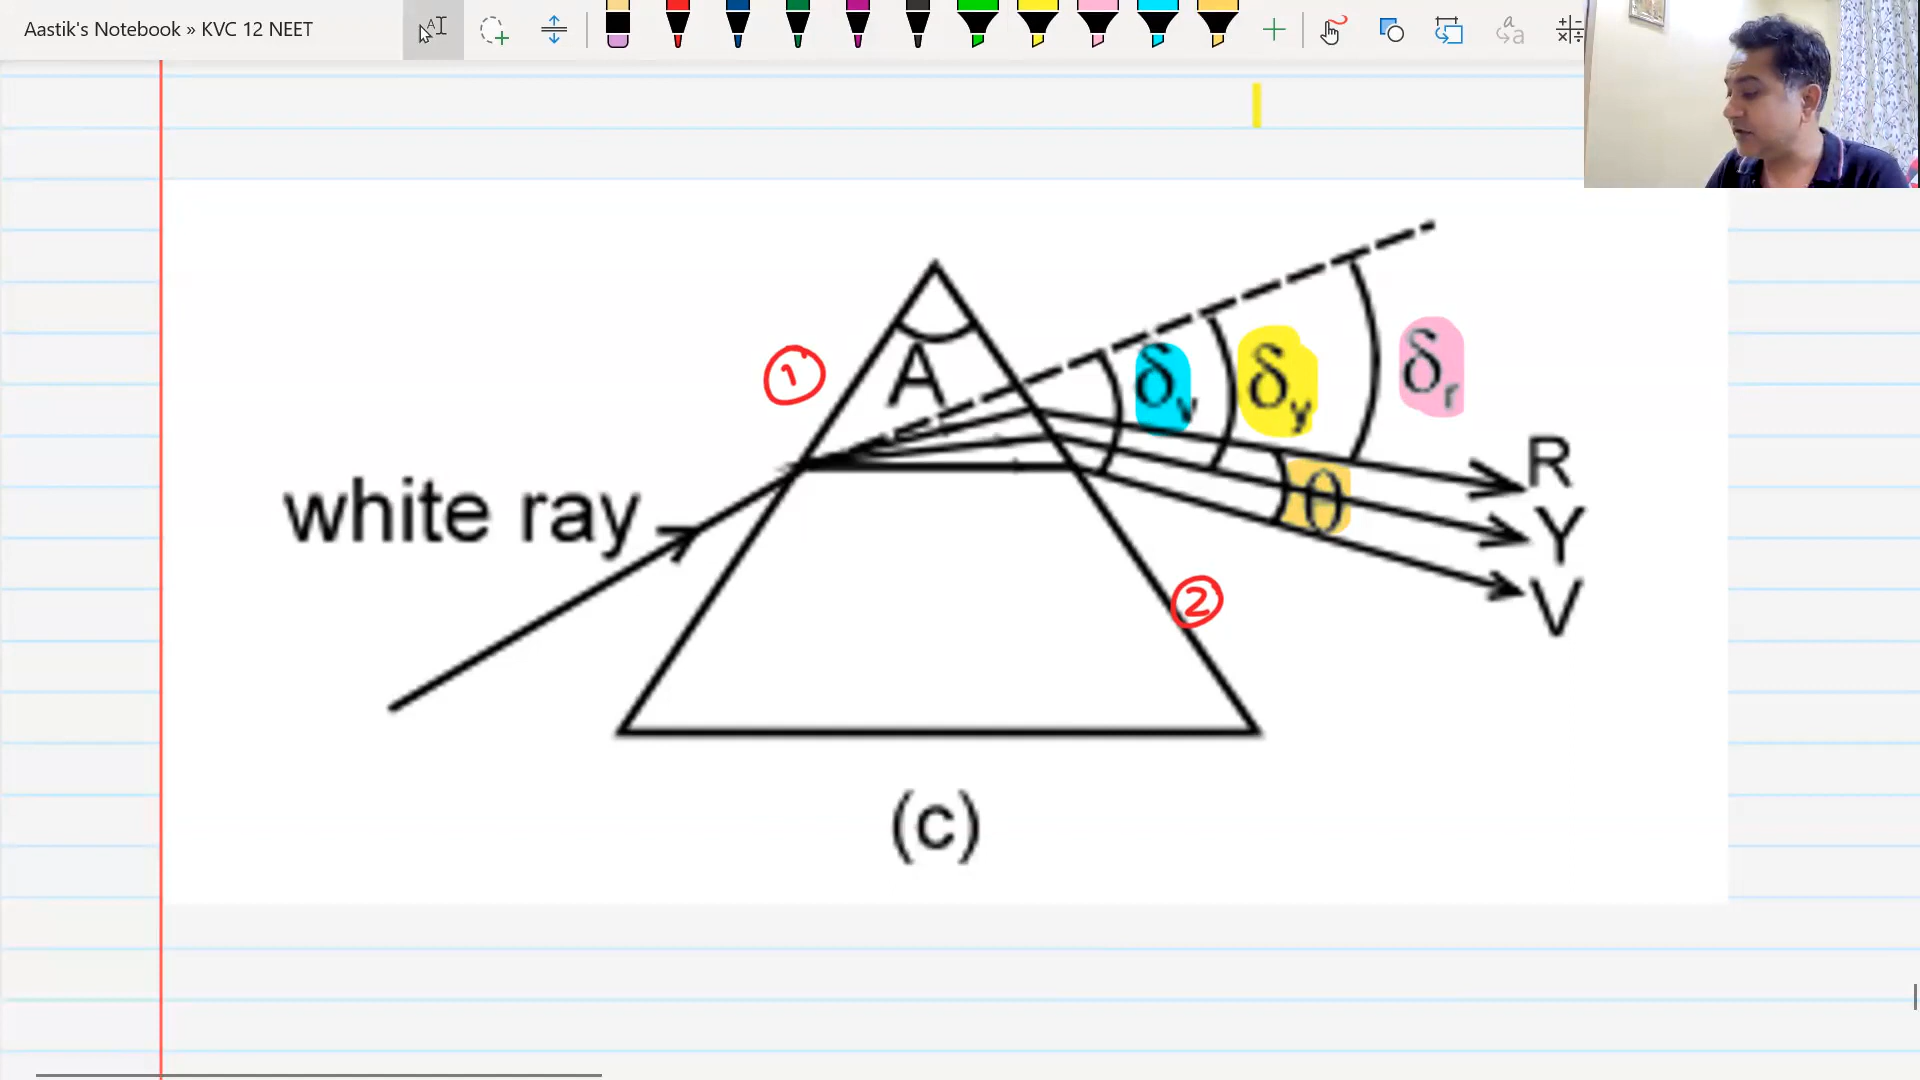 Aastik's Notebook » KVC 12 NEET
A
1
A
δv
δy
δr
R
θ
white ray
Y
V
2
(c)